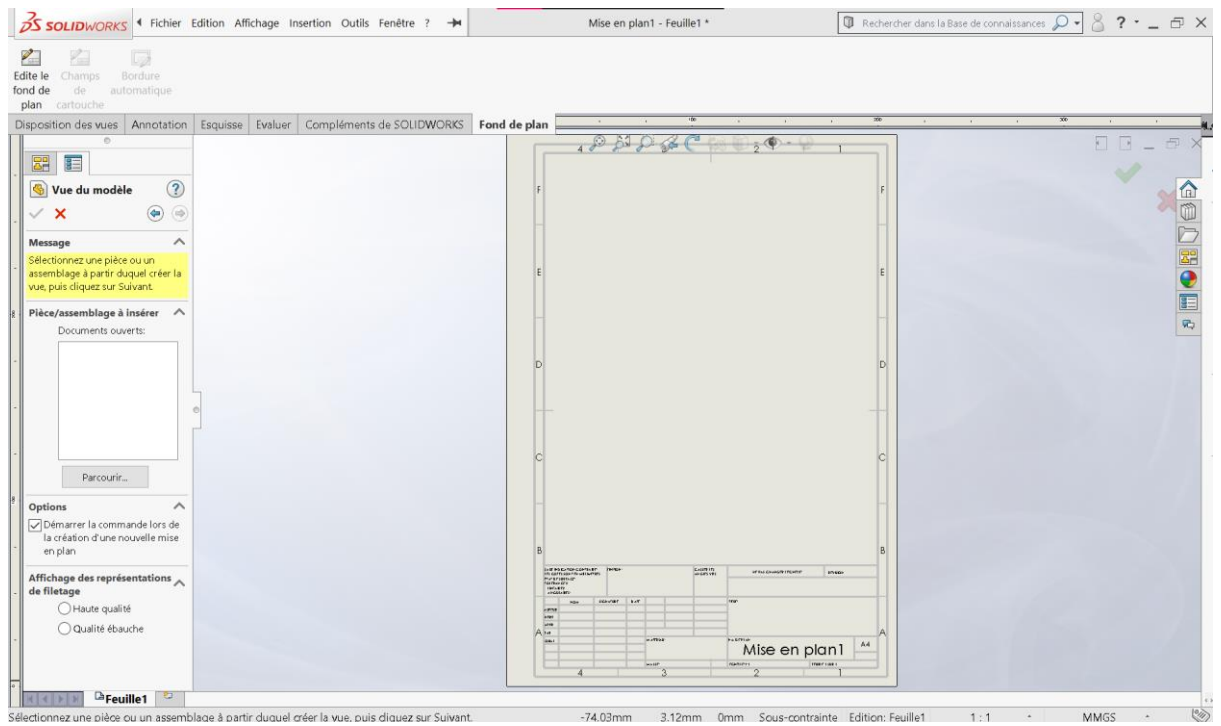 SOLIDWORKS Fichier Edition Affichage Insertion Outils Fenêtre ? Mise en plan1 - Feuille1 * Rechercher dans la Base de connaissances ?
Edite le fond de plan
Champs de cartouche
Bordure automatique
Disposition des vues Annotation Esquisse Evaluer Compléments de SOLIDWORKS Fond de plan
Vue du modèle
Message
Sélectionnez une pièce ou un
assemblage à partir duquel créer la
vue, puis cliquez sur Suivant.
Pièce/assemblage à insérer
Documents ouverts:
Parcourir...
Options
Démarrer la commande lors de
la création d'une nouvelle mise
en plan
Affichage des représentations
de filetage
Haute qualité
Qualité ébauche
4 2 1
F F
E E
D D
C C
B B
A A
Mise en plan1 A4
4 3 2 1
Feuille1
Sélectionnez une pièce ou un assemblage à partir duquel créer la vue, puis cliquez sur Suivant. -74.03mm 3.12mm 0mm Sous-contrainte Edition: Feuille1 1 : 1 - MMGS -